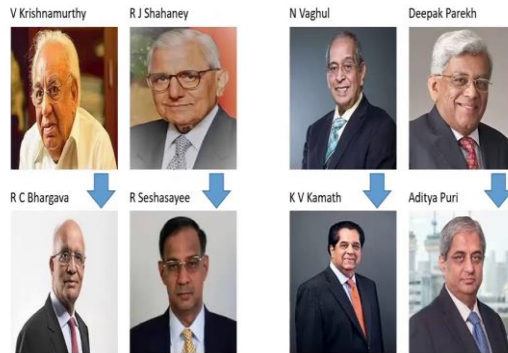 V Krishnamurthy R J Shahaney N Vaghul Deepak Parekh
R C Bhargava R Seshasayee K V Kamath Aditya Puri